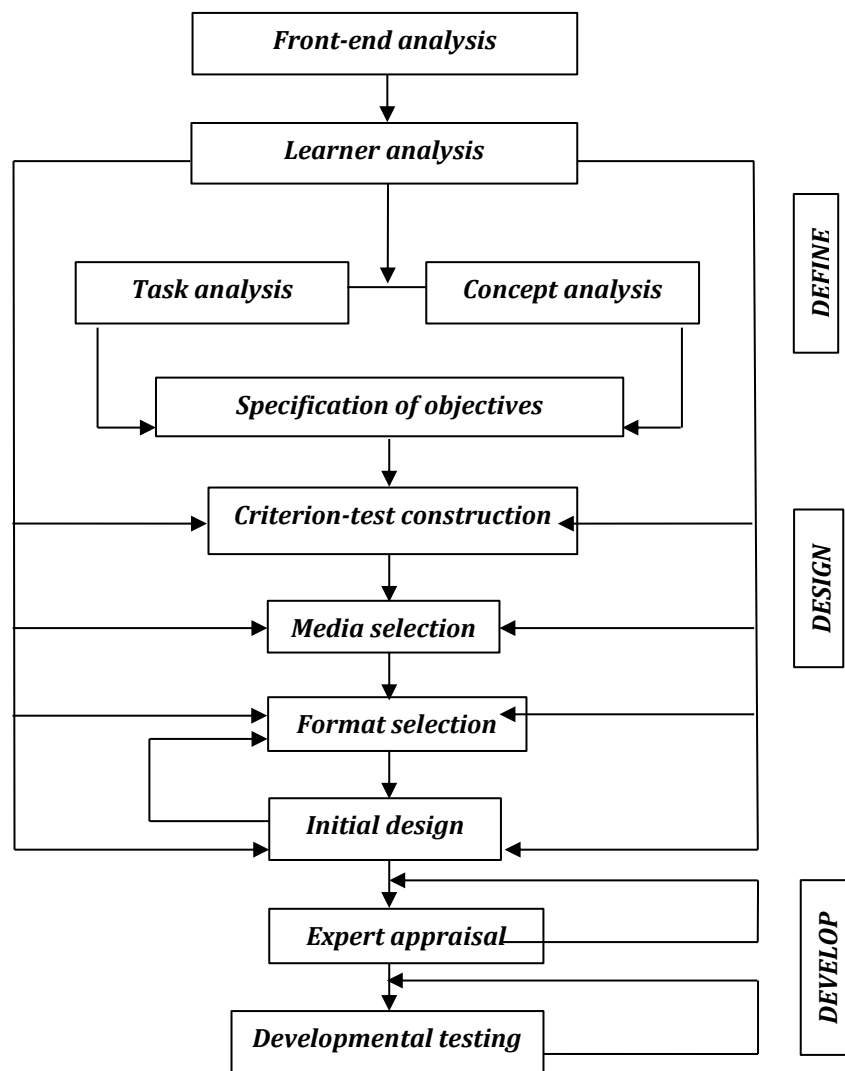 Front-end analysis
Learner analysis
Task analysis
Concept analysis
DEFINE
Specification of objectives
Criterion-test construction
Media selection
DESIGN
Format selection
Initial design
Expert appraisal
Developmental testing
DEVELOP